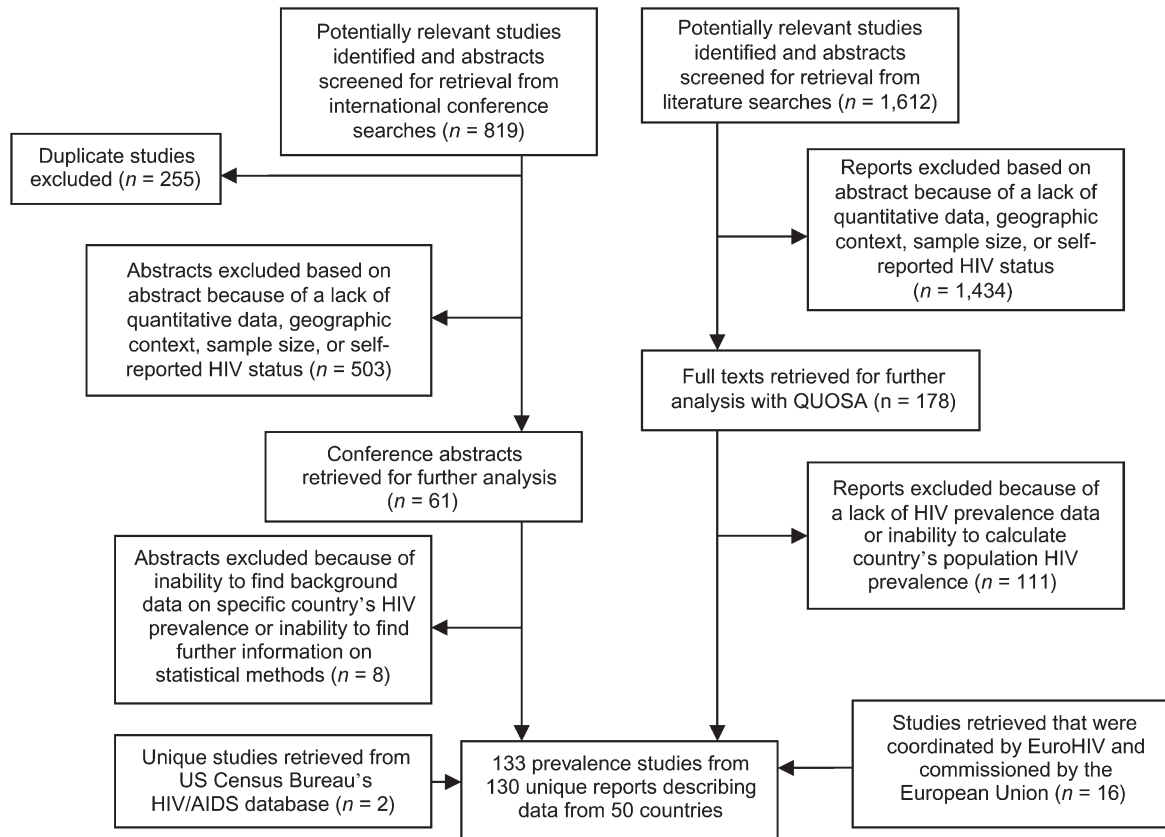 Potentially relevant studies
identified and abstracts
screened for retrieval from
international conference
searches (n = 819)
Potentially relevant studies
identified and abstracts
screened for retrieval from
literature searches (n = 1,612)
Duplicate studies
excluded (n = 255)
Reports excluded based on
abstract because of a lack of
quantitative data, geographic
context, sample size, or self-
reported HIV status
(n = 1,434)
Abstracts excluded based on
abstract because of a lack of
quantitative data, geographic
context, sample size, or self-
reported HIV status (n = 503)
Full texts retrieved for further
analysis with QUOSA (n = 178)
Conference abstracts
retrieved for further analysis
(n = 61)
Reports excluded because of
a lack of HIV prevalence data
or inability to calculate
country’s population HIV
prevalence (n = 111)
Abstracts excluded because of
inability to find background
data on specific country’s HIV
prevalence or inability to find
further information on
statistical methods (n = 8)
Unique studies retrieved from
US Census Bureau’s
HIV/AIDS database (n = 2)
133 prevalence studies from
130 unique reports describing
data from 50 countries
Studies retrieved that were
coordinated by EuroHIV and
commissioned by the
European Union (n = 16)